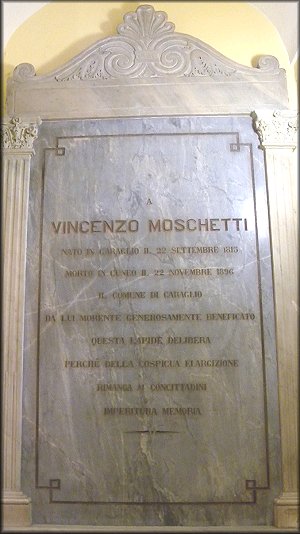 A
VINCENZO MOSCHETTI
NATO IN CARAGLIO IL 22 SETTEMBRE 1815
MORTO IN CUNEO IL 22 NOVEMBRE 1896
IL COMUNE DI CARAGLIO
DA LUI MORENTE GENEROSAMENTE BENEFICATO
QUESTA LAPIDE DELIBERA
PERCHÈ DELLA COSPICUA ELARGIZIONE
RIMANGA AI CONCITTADINI
IMPERITURA MEMORIA